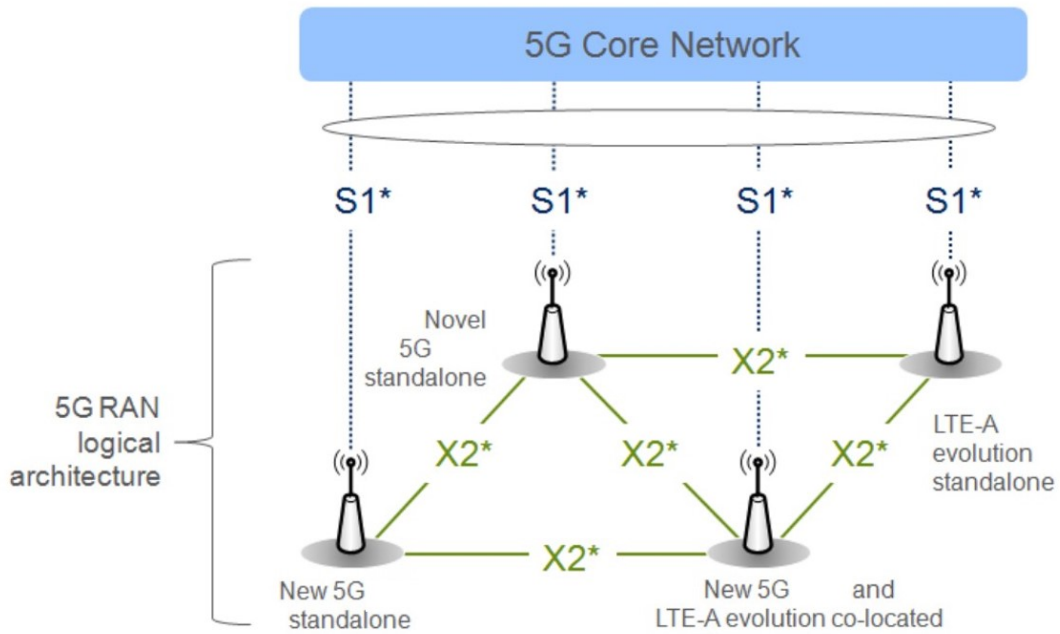 5G Core Network
S1*
S1*
S1*
S1*
Novel
5G
standalone
X2*
5G RAN
logical
architecture
X2*
X2*
X2*
LTE-A
evolution
standalone
X2*
New 5G
standalone
New 5G and
LTE-A evolution co-located